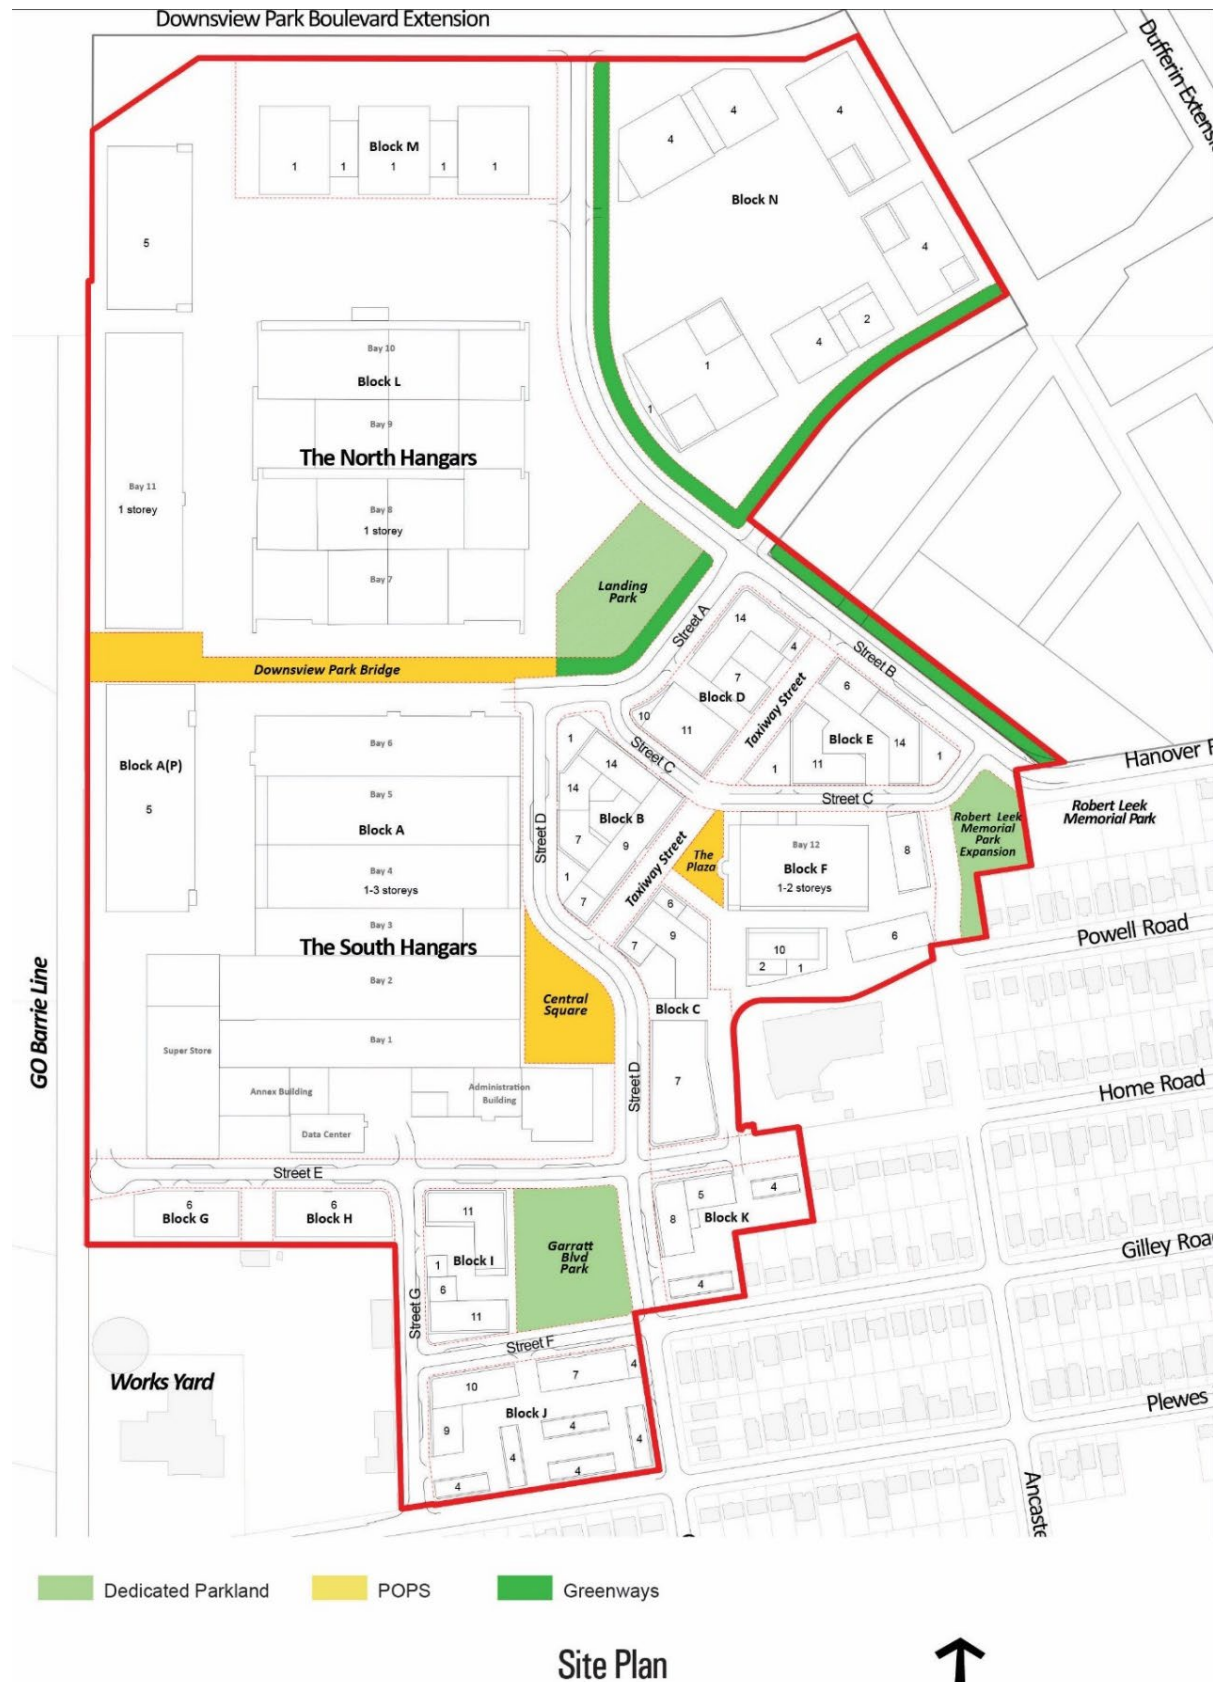 Downsview Park Boulevard Extension
4
4
4
Block M
1
1
1
1
1
Block N
5
4
2
4
Bay 10
1
Block L
1
Bay 9
The North Hangars
Bay 11
1 storey
Bay 8
1 storey
Bay 7
Landing
Park
Street A
14
4
Street B
Downsview Park Bridge
7
6
Block D
Taxiway Street
10
11
Block E
14
1
Street C
1
14
11
1
Hanover
Bay 6
Block A(P)
5
Bay 5
14
Street C
Robert Leek
Memorial Park
Block A
Street D
Block B
7
9
Robert Leek
Memorial
Park
Expansion
Bay 12
Block F
1-2 storeys
8
The
Plaza
Bay 4
1-3 storeys
1
7
Taxiway Street
6
Bay 3
The South Hangars
7
9
6
Powell Road
10
2
1
Bay 2
Central
Square
Block C
GO Barrie Line
Bay 1
Super Store
7
Street D
Annex Building
Administration
Building
Home Road
Data Center
Street E
6
Block G
6
Block H
11
5
4
8
Block K
Block I
Garratt
Blvd
Park
Gilley Road
1
6
4
11
Street G
Street F
Works Yard
10
7
4
Block J
Plewes
9
4
4
4
4
4
Dedicated Parkland
POPS
Greenways
Site Plan